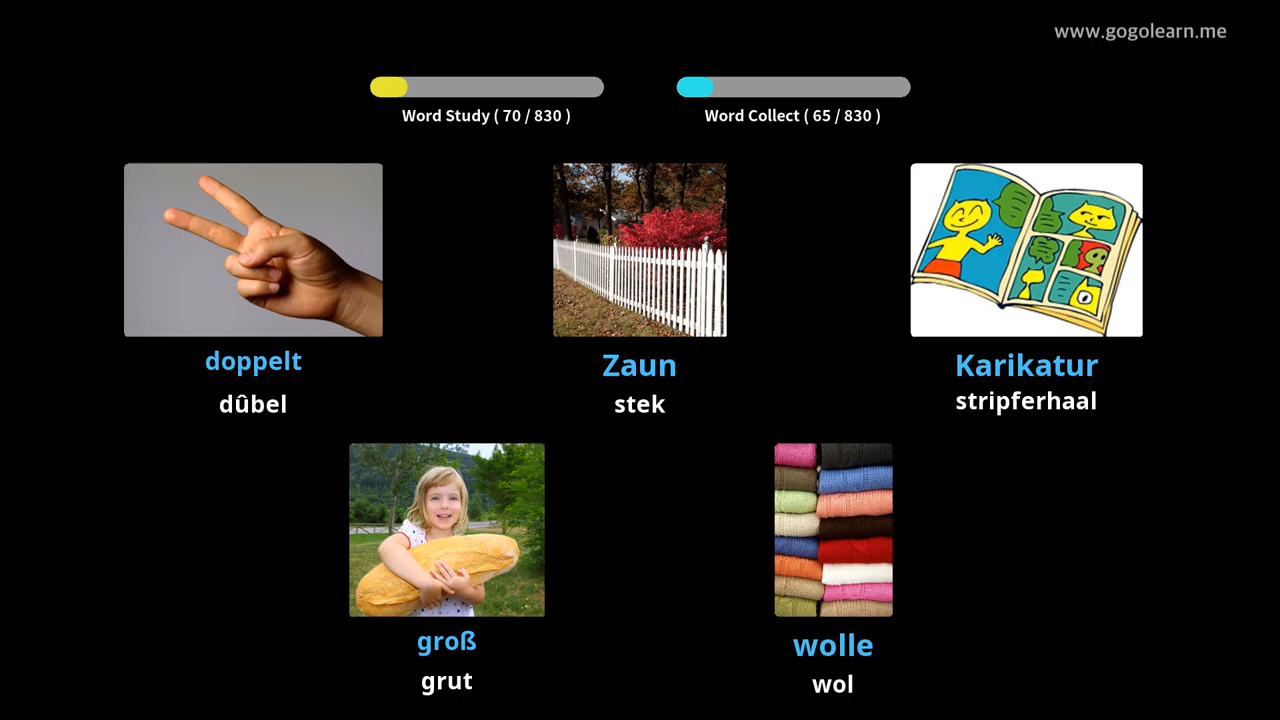 www.gogolearn.me
Word Study ( 70 / 830 )
Word Collect ( 65 / 830 )
doppelt
dûbel
Zaun
stek
Karikatur
stripferhaal
groß
grut
wolle
wol